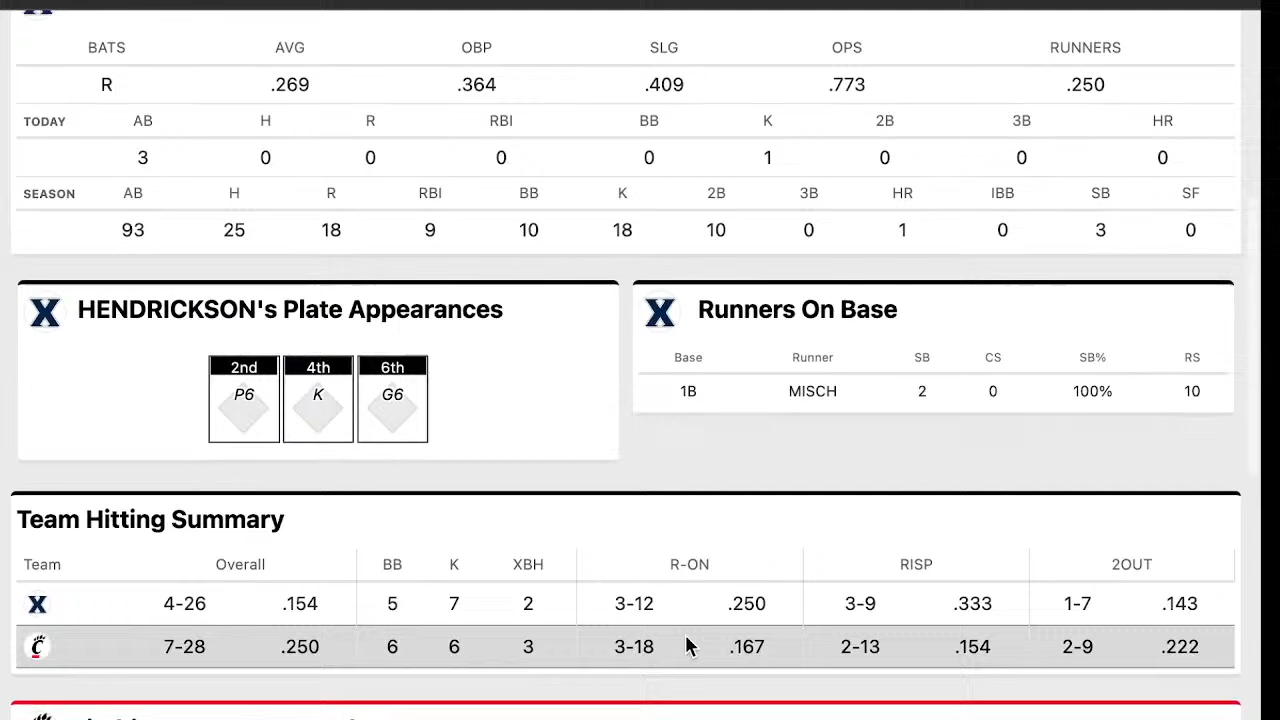 BATS AVG OBP SLG OPS RUNNERS
R .269 .364 .409 .773 .250
TODAY AB H R RBI BB K 2B 3B HR
3 0 0 0 0 1 0 0 0
SEASON AB H R RBI BB K 2B 3B HR IBB SB SF
93 25 18 9 10 18 10 0 1 0 3 0
X HENDRICKSON's Plate Appearances
2nd 4th 6th
P6 K G6
X Runners On Base
Base Runner SB CS SB% RS
1B MISCH 2 0 100% 10
Team Hitting Summary
Team Overall BB K XBH R-ON RISP 2OUT
X 4-26 .154 5 7 2 3-12 .250 3-9 .333 1-7 .143
C 7-28 .250 6 6 3 3-18 .167 2-13 .154 2-9 .222